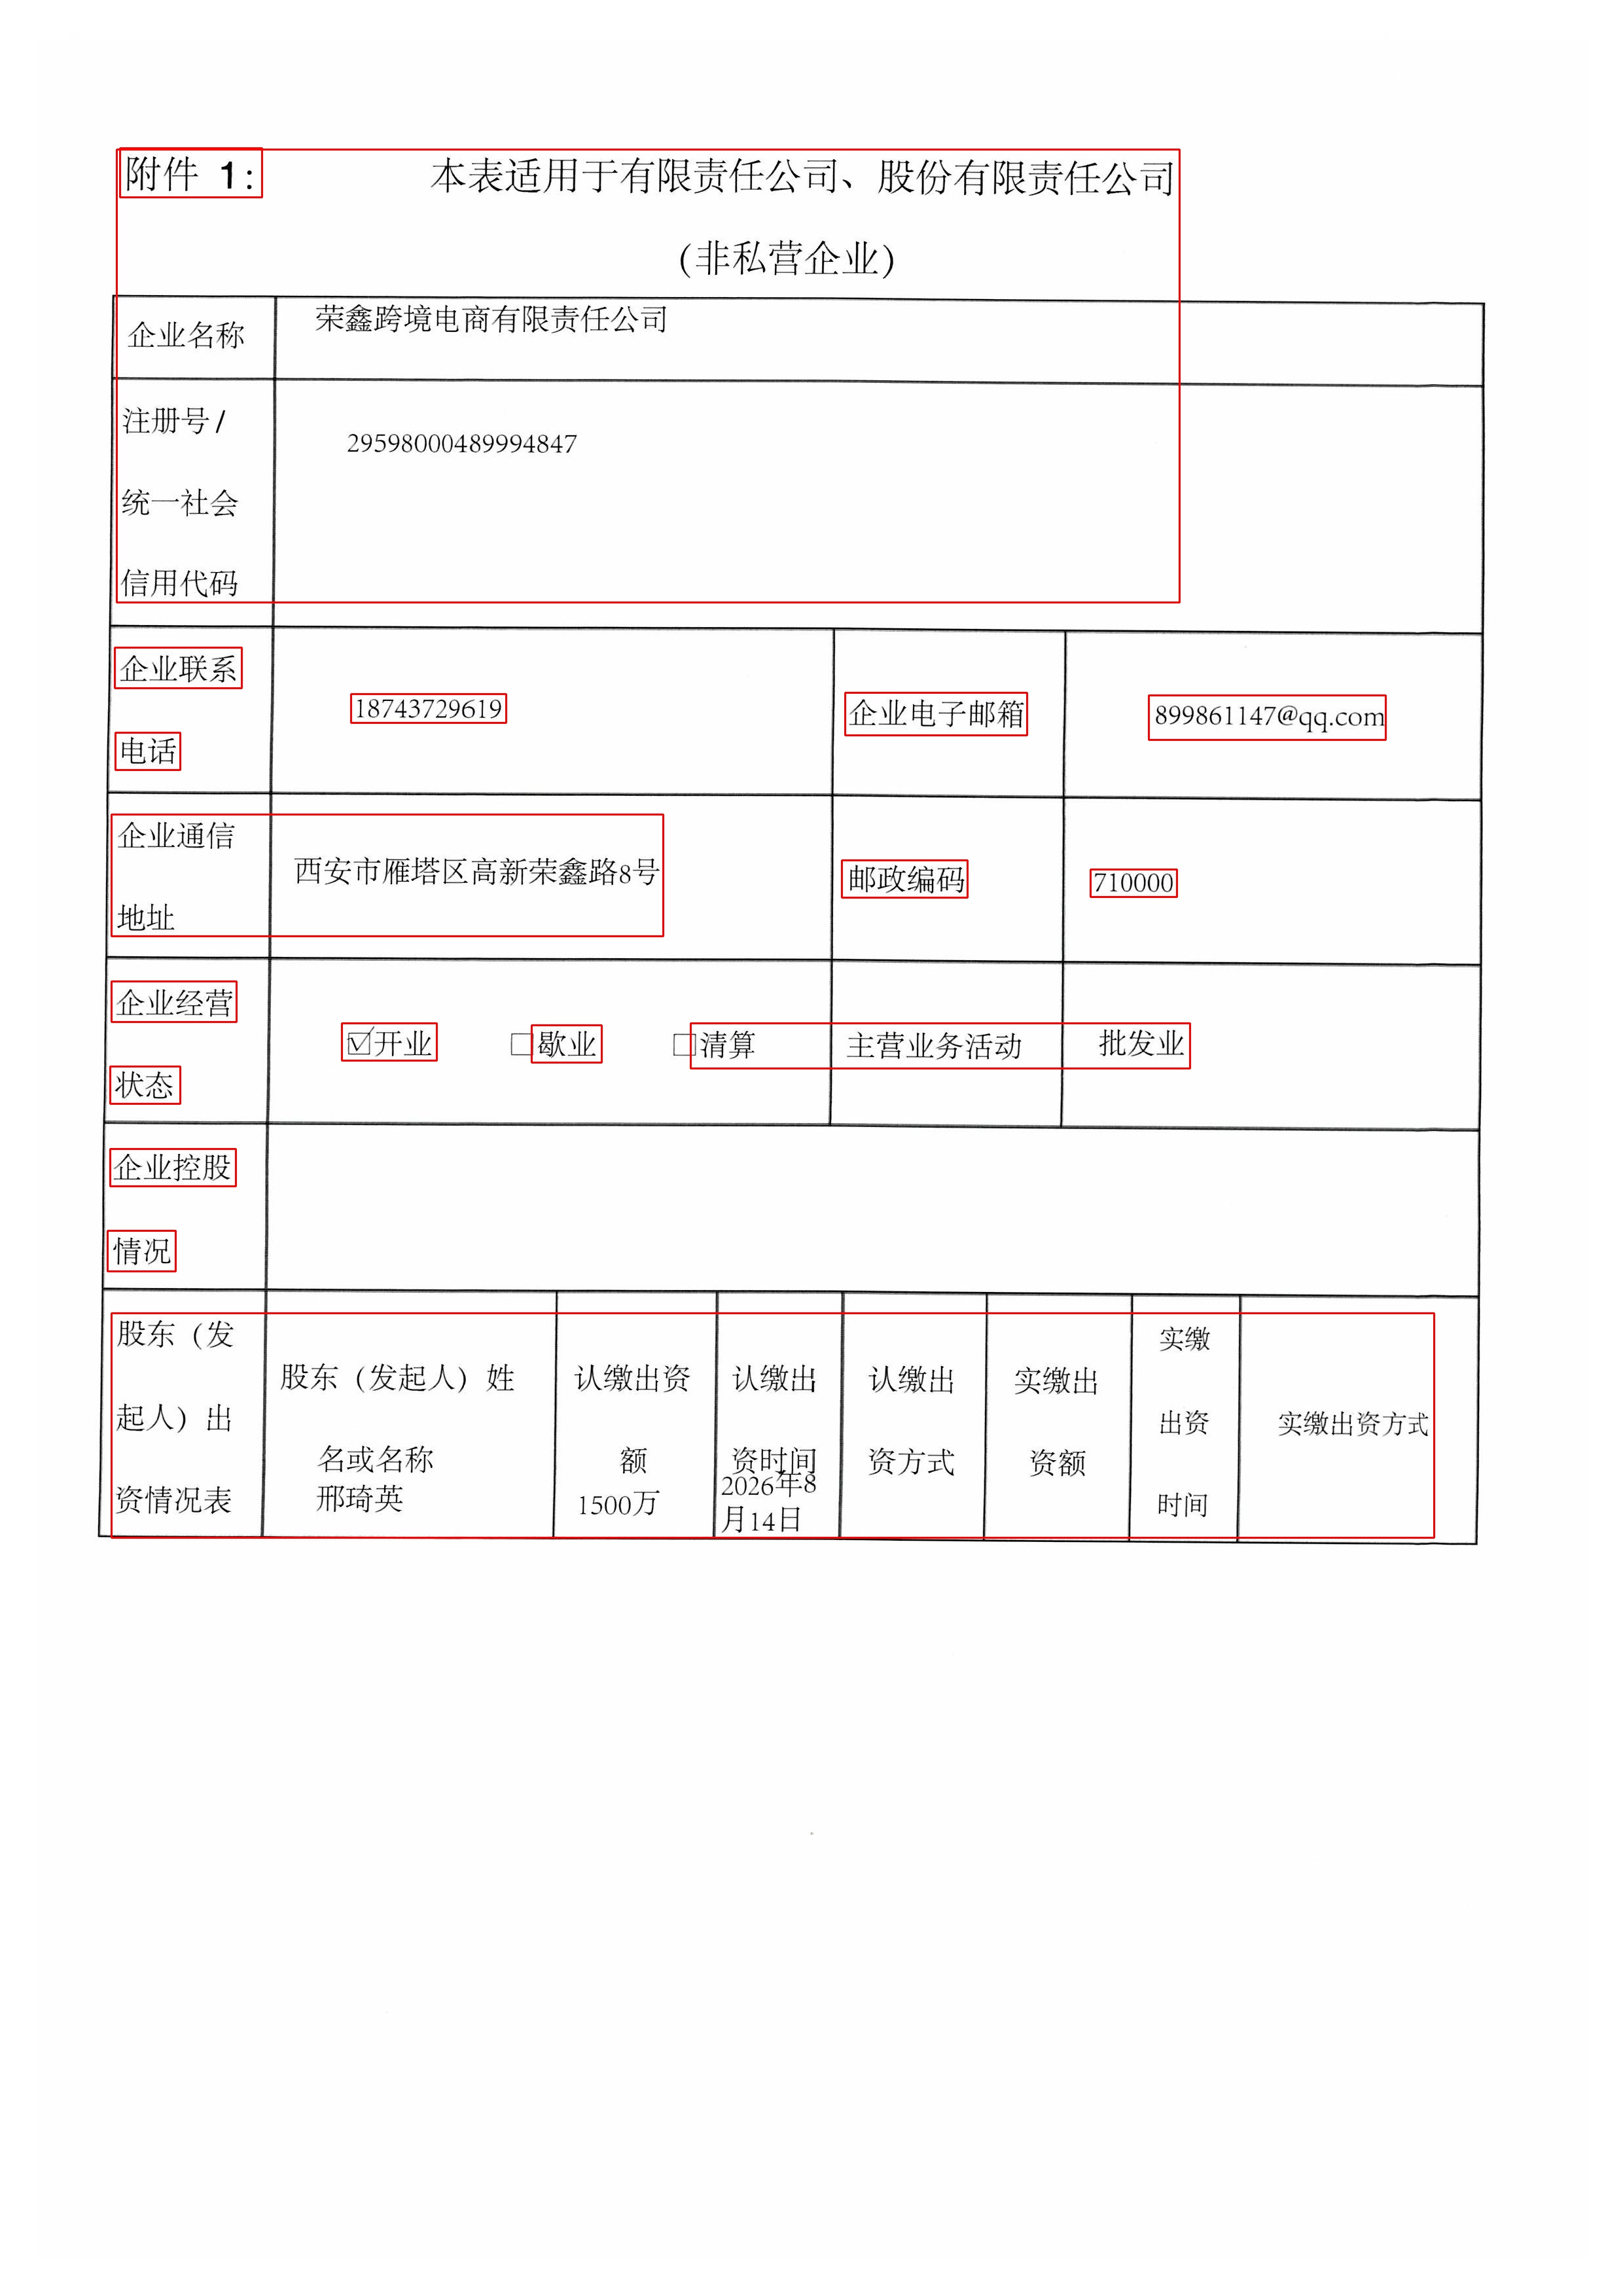 附件 1:
本表适用于有限责任公司、股份有限责任公司
(非私营企业)
企业名称
荣鑫跨境电商有限责任公司
注册号/
统一社会
信用代码
29598000489994847
企业联系
电话
18743729619
企业电子邮箱
899861147@qq.com
企业通信
地址
西安市雁塔区高新荣鑫路8号
邮政编码
710000
企业经营
状态
☑开业
□歇业
□清算
主营业务活动
批发业
企业控股
情况
股东（发
起人）出
资情况表
股东（发起人）姓
名或名称
邢琦英
认缴出资
额
1500万
认缴出
资时间
2026年8
月14日
认缴出
资方式
实缴出
资额
实缴
出资
时间
实缴出资方式